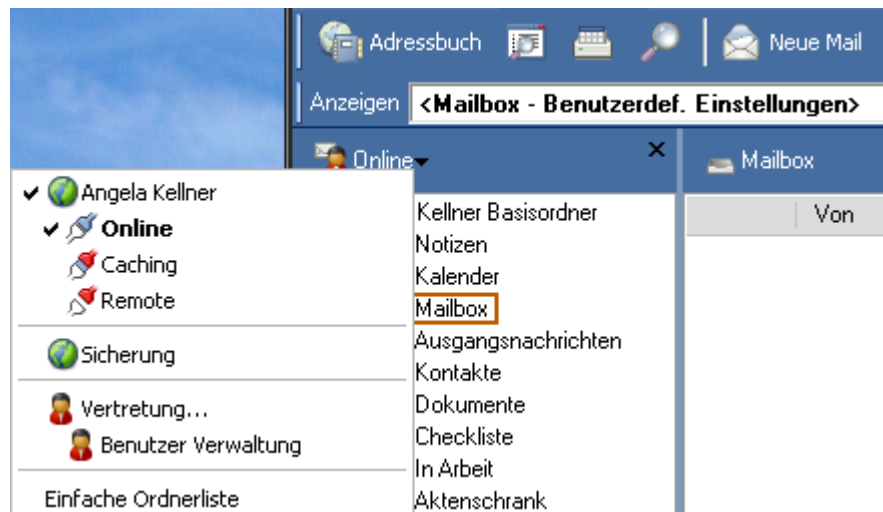 Adressbuch Neue Mail
Anzeigen <Mailbox - Benutzerdef. Einstellungen>
Online Mailbox
Von
Angela Kellner
Online
Caching
Remote
Sicherung
Vertretung...
Benutzer Verwaltung
Einfache Ordnerliste
Kellner Basisordner
Notizen
Kalender
Mailbox
Ausgangsnachrichten
Kontakte
Dokumente
Checkliste
In Arbeit
Aktenschrank